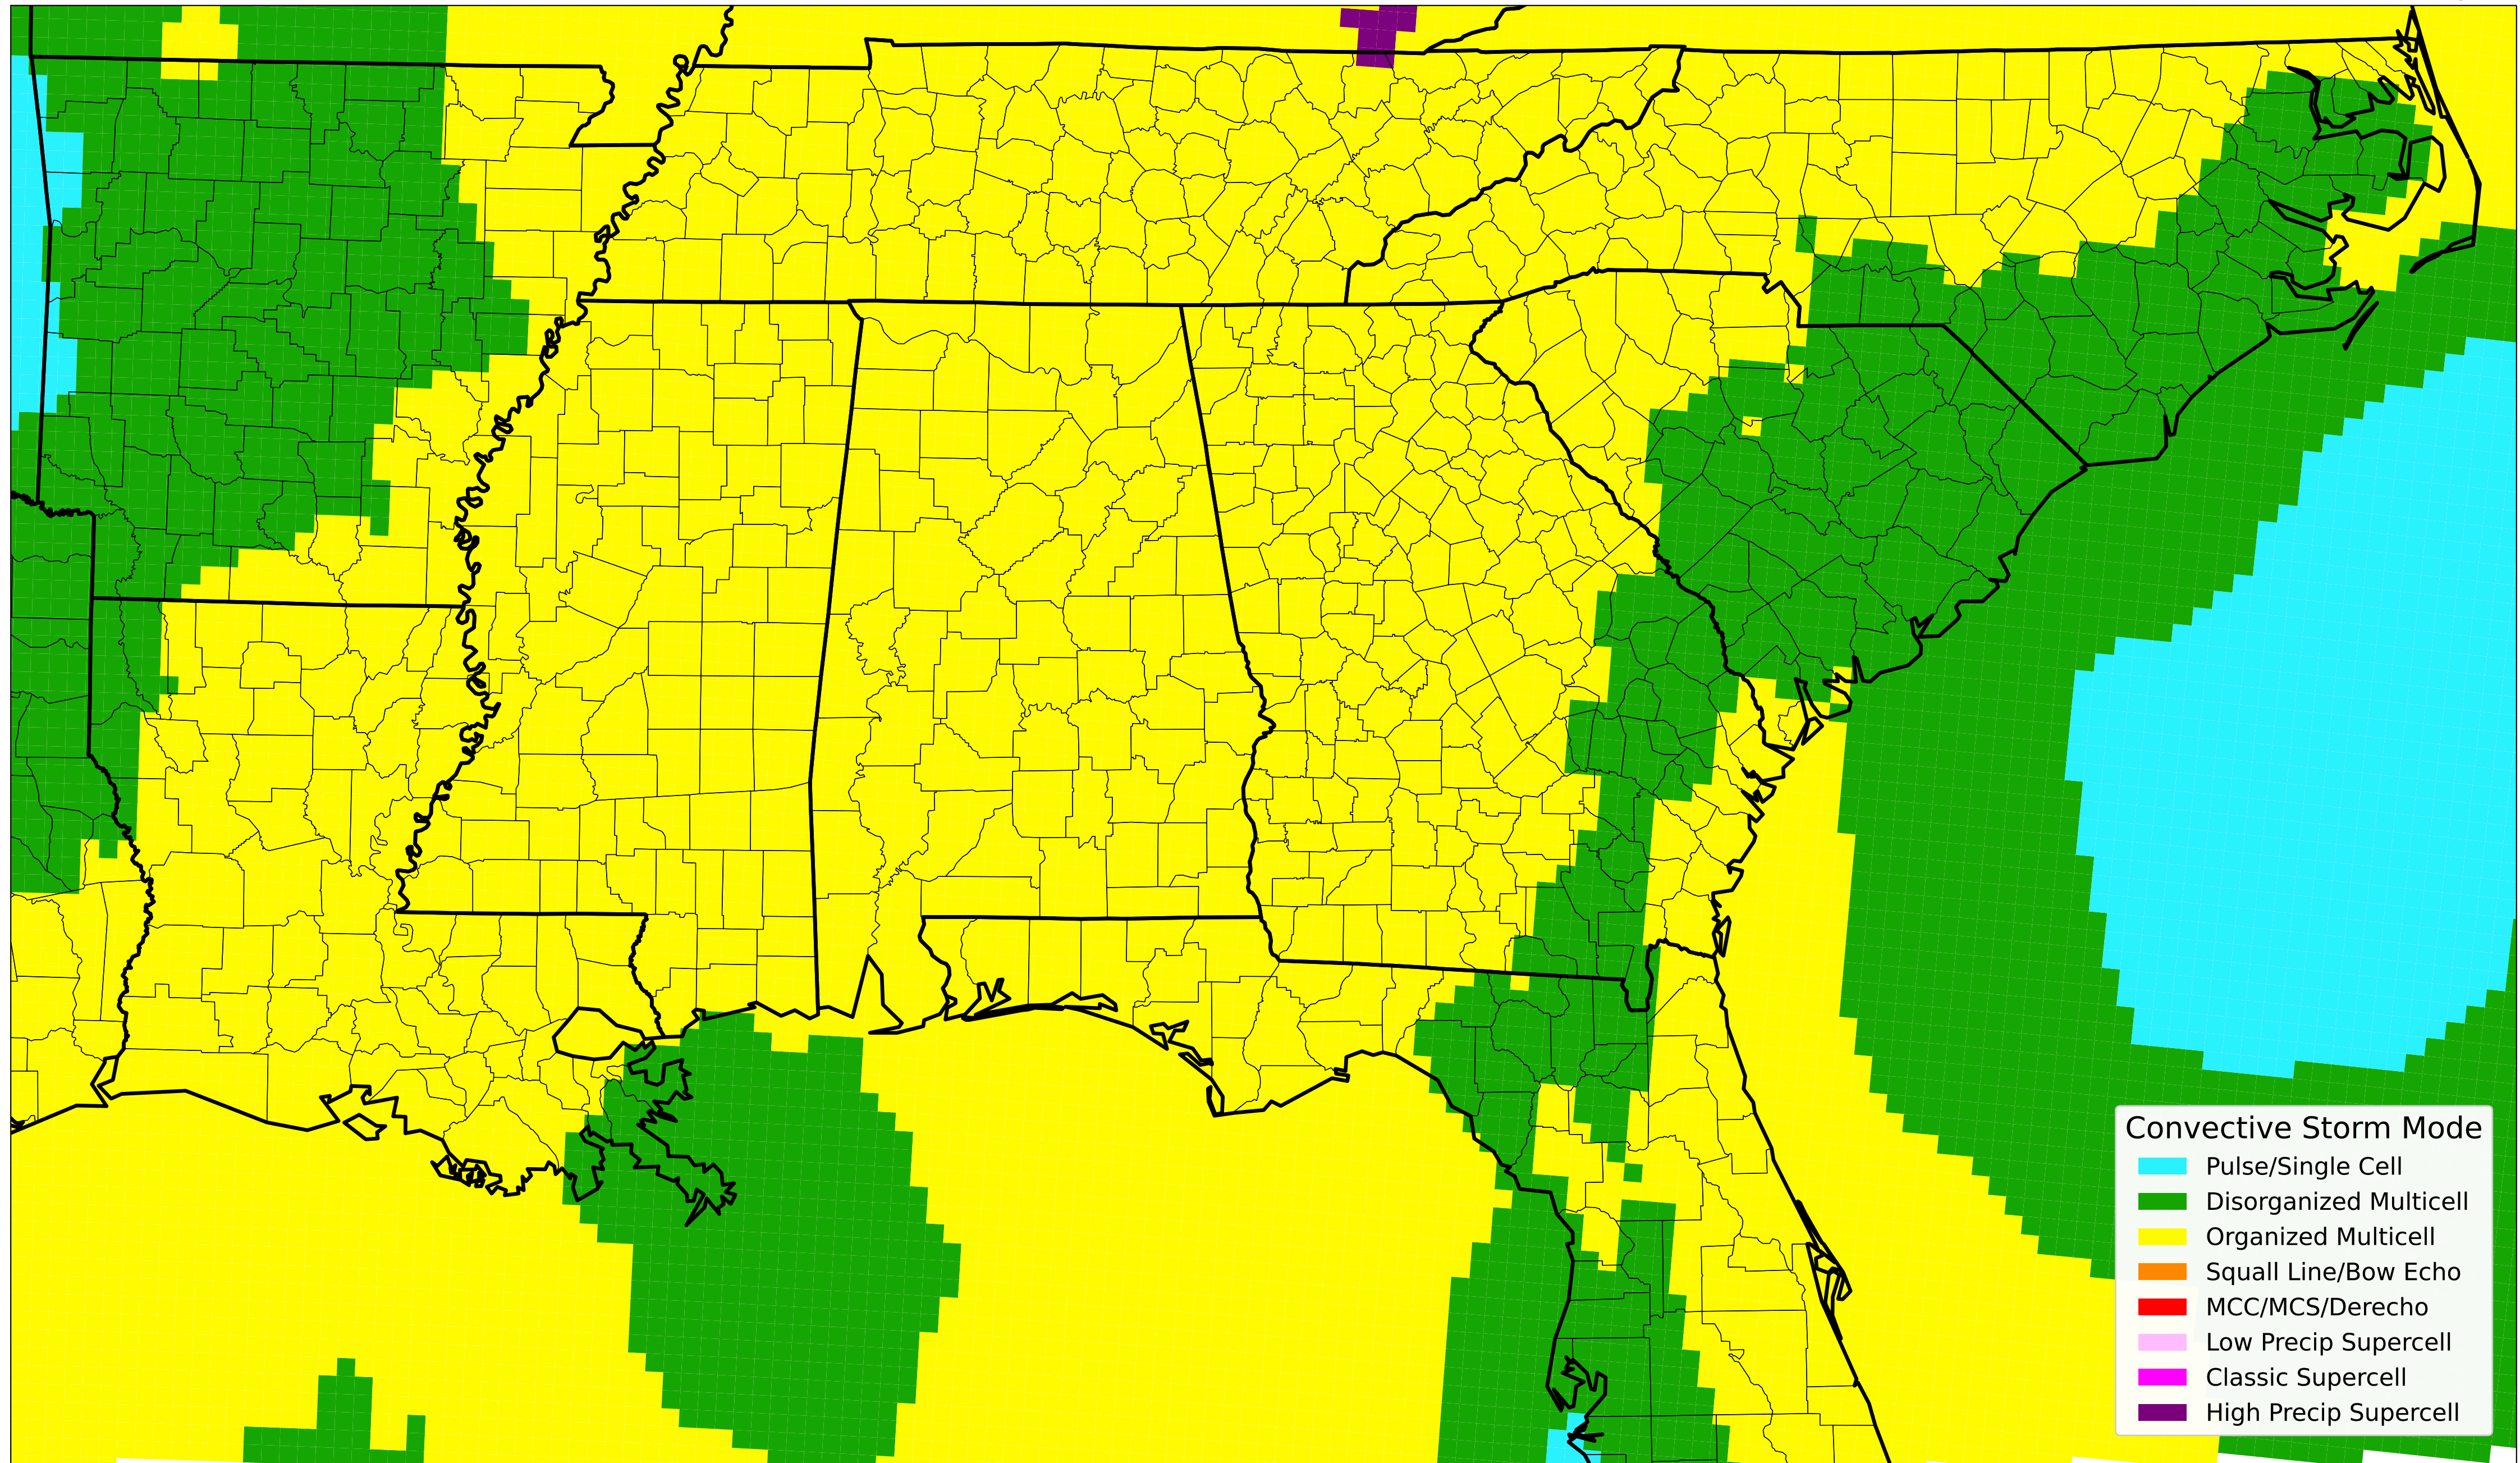 Convective Storm Mode
Pulse/Single Cell
Disorganized Multicell
Organized Multicell
Squall Line/Bow Echo
MCC/MCS/Derecho
Low Precip Supercell
Classic Supercell
High Precip Supercell